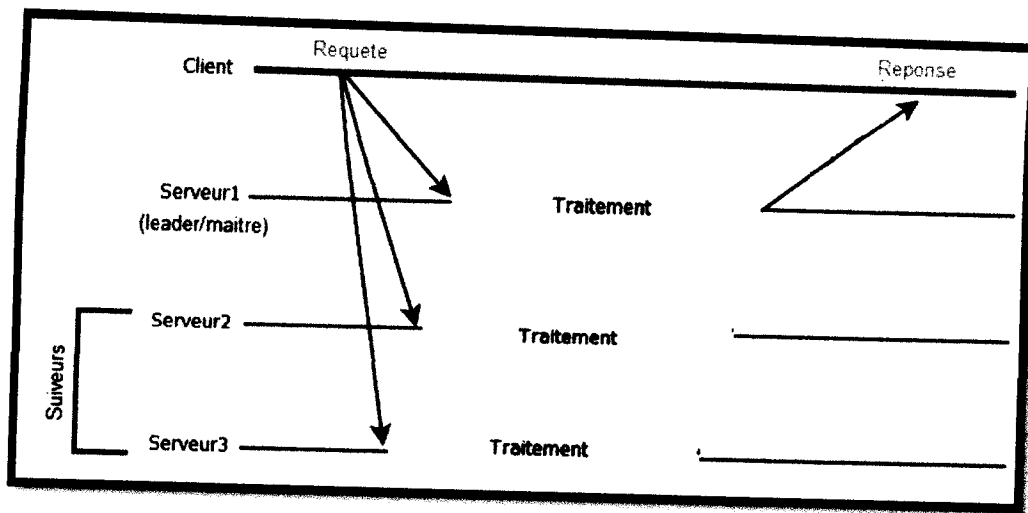 Requete
Client
Reponse
Serveur1
Traitement
(leader/maitre)
Serveur2
Traitement
Suiveurs
Serveur3
Traitement